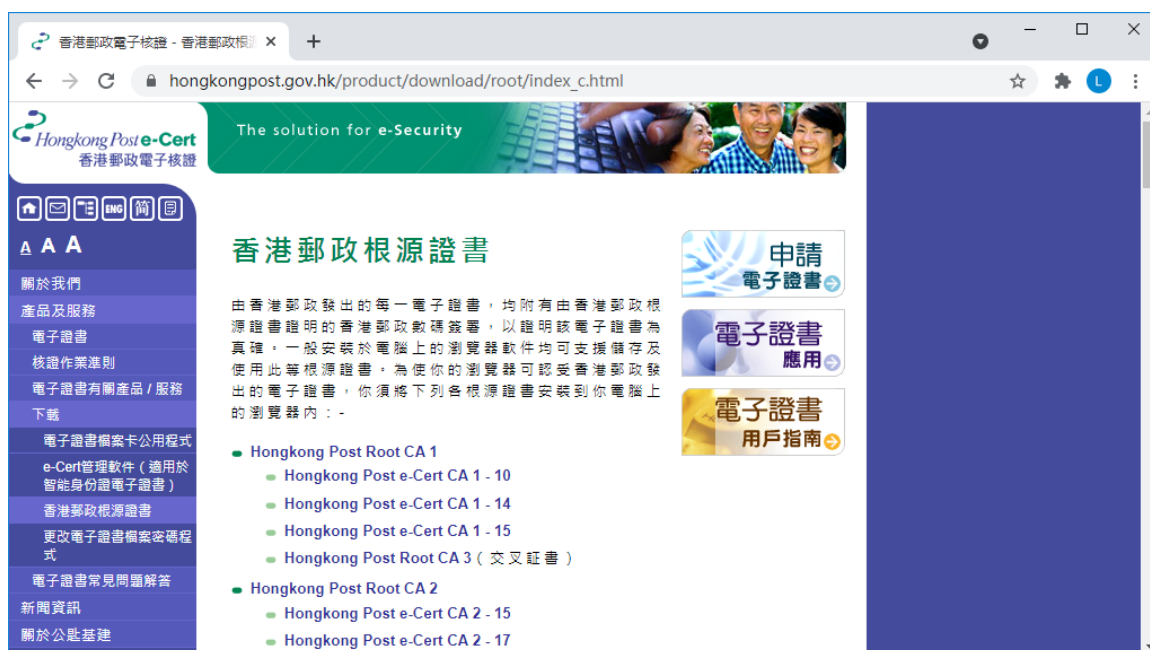 香港郵政電子核證 - 香港郵政根源
hongkongpost.gov.hk/product/download/root/index_c.html
L
Hongkong Post e-Cert
香港郵政電子核證
The solution for e-Security
ENG 简
A A A
關於我們
產品及服務
電子證書
核證作業準則
電子證書有關產品 / 服務
下載
電子證書檔案卡公用程式
e-Cert管理軟件（適用於
智能身份證電子證書）
香港郵政根源證書
更改電子證書檔案密碼程
式
電子證書常見問題解答
新聞資訊
關於公匙基建
香港郵政根源證書
由香港郵政發出的每一電子證書，均附有由香港郵政根
源證書證明的香港郵政數碼簽署，以證明該電子證書為
真確。一般安裝於電腦上的瀏覽器軟件均可支援儲存及
使用此等根源證書。為使你的瀏覽器可認受香港郵政發
出的電子證書，你須將下列各根源證書安裝到你電腦上
的瀏覽器內：-
Hongkong Post Root CA 1
Hongkong Post e-Cert CA 1 - 10
Hongkong Post e-Cert CA 1 - 14
Hongkong Post e-Cert CA 1 - 15
Hongkong Post Root CA 3（交叉証書）
Hongkong Post Root CA 2
Hongkong Post e-Cert CA 2 - 15
Hongkong Post e-Cert CA 2 - 17
申請
電子證書
電子證書
應用
電子證書
用戶指南